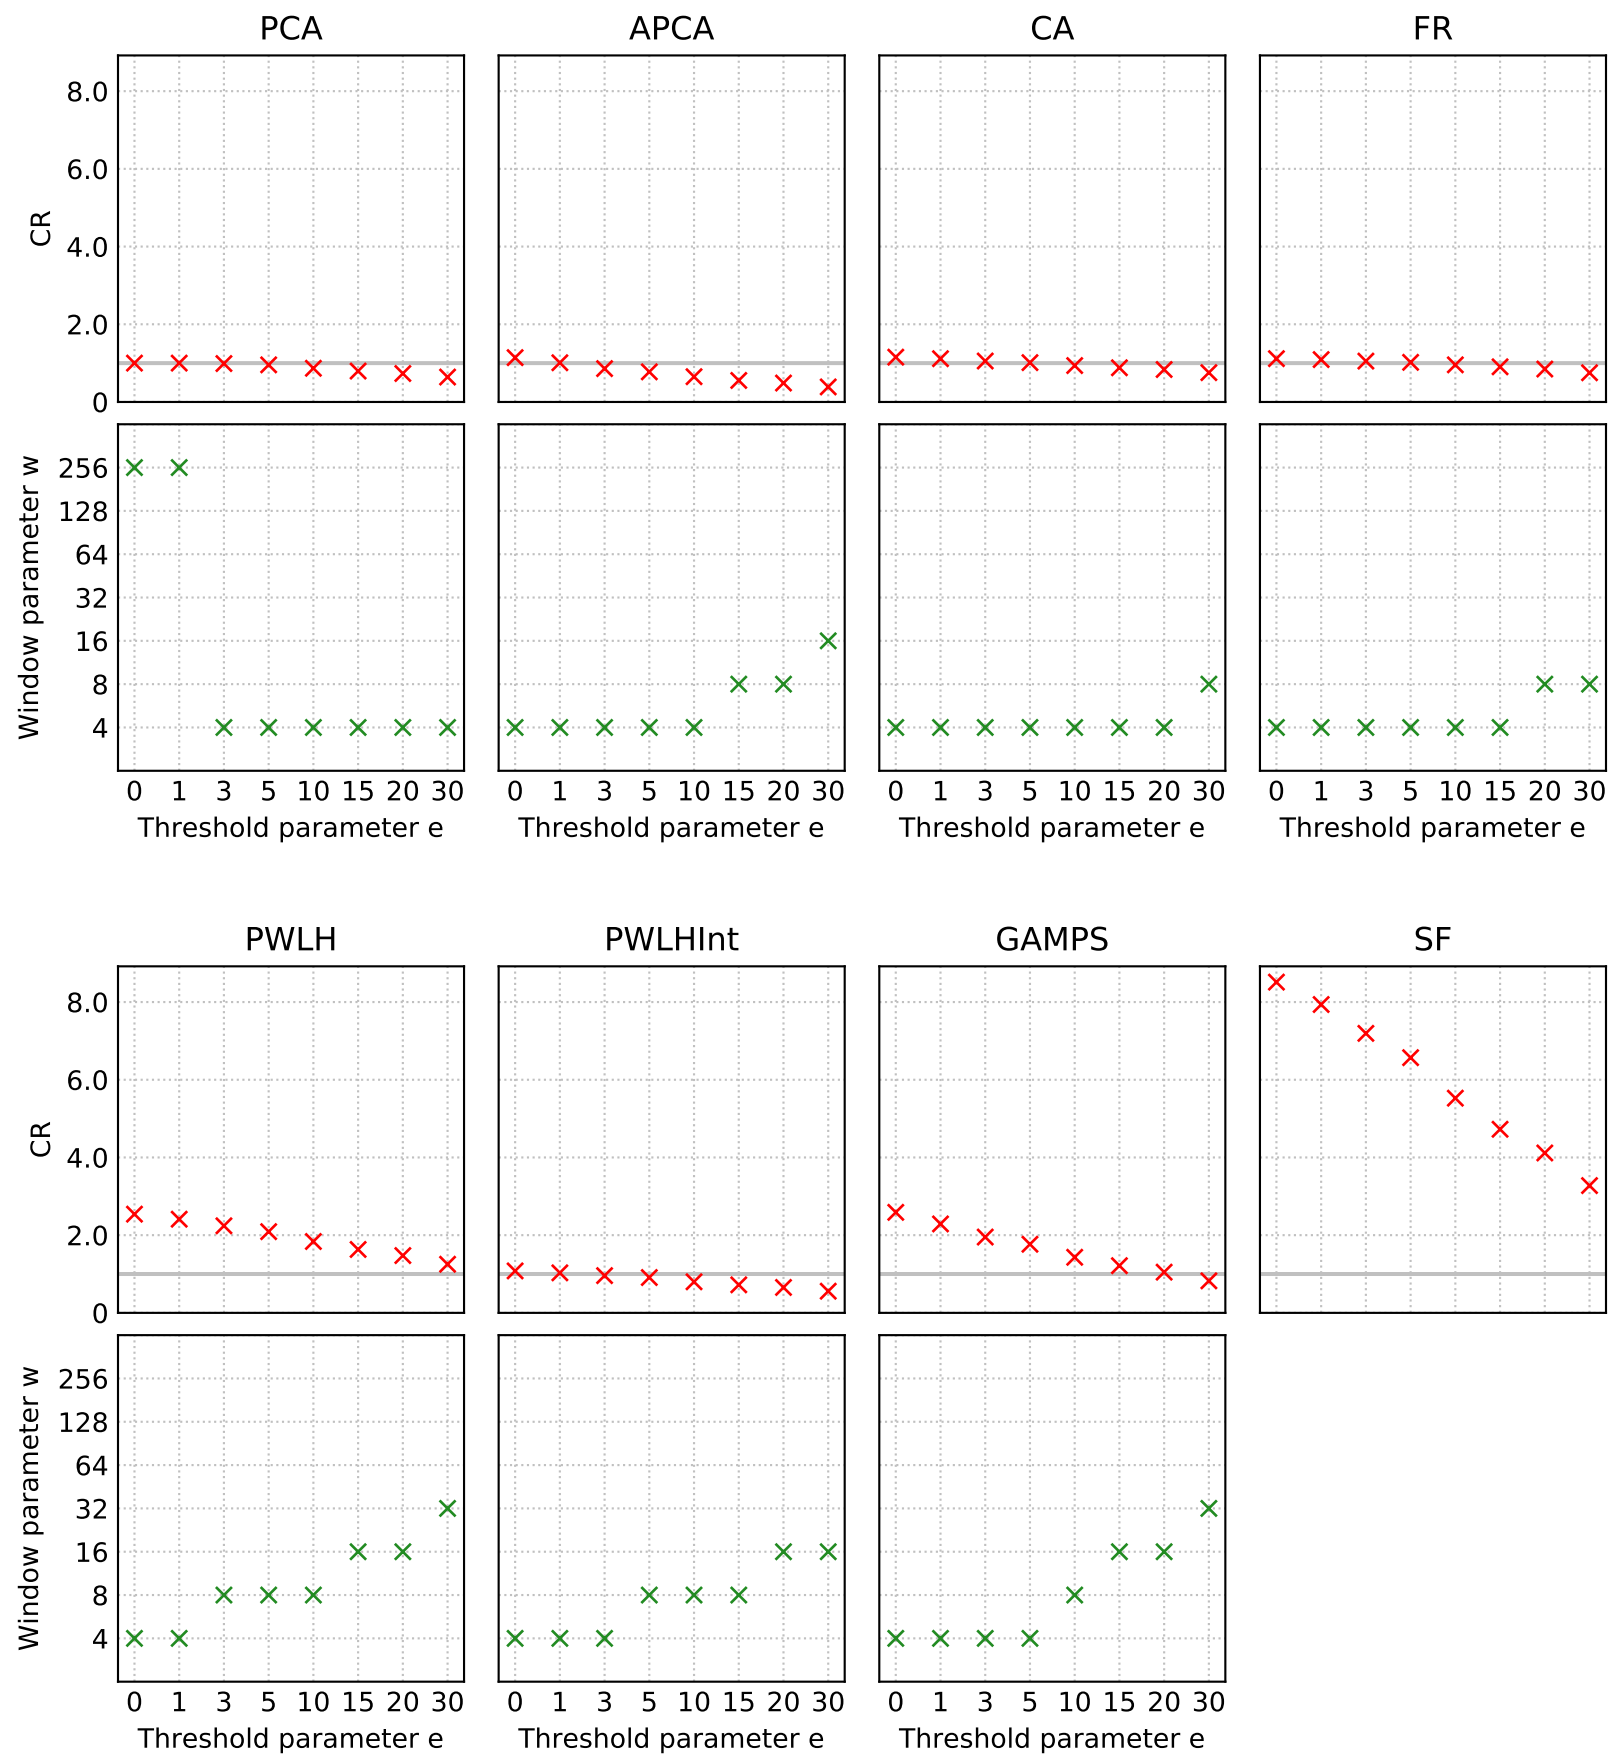 PCA APCA CA FR
8.0
6.0
4.0
2.0
0
CR
256
128
64
32
16
8
4
Window parameter w
0 1 3 5 10 15 20 30 0 1 3 5 10 15 20 30 0 1 3 5 10 15 20 30 0 1 3 5 10 15 20 30
Threshold parameter e Threshold parameter e Threshold parameter e Threshold parameter e
PWLH PWLHInt GAMPS SF
8.0
6.0
4.0
2.0
0
CR
256
128
64
32
16
8
4
Window parameter w
0 1 3 5 10 15 20 30 0 1 3 5 10 15 20 30 0 1 3 5 10 15 20 30
Threshold parameter e Threshold parameter e Threshold parameter e